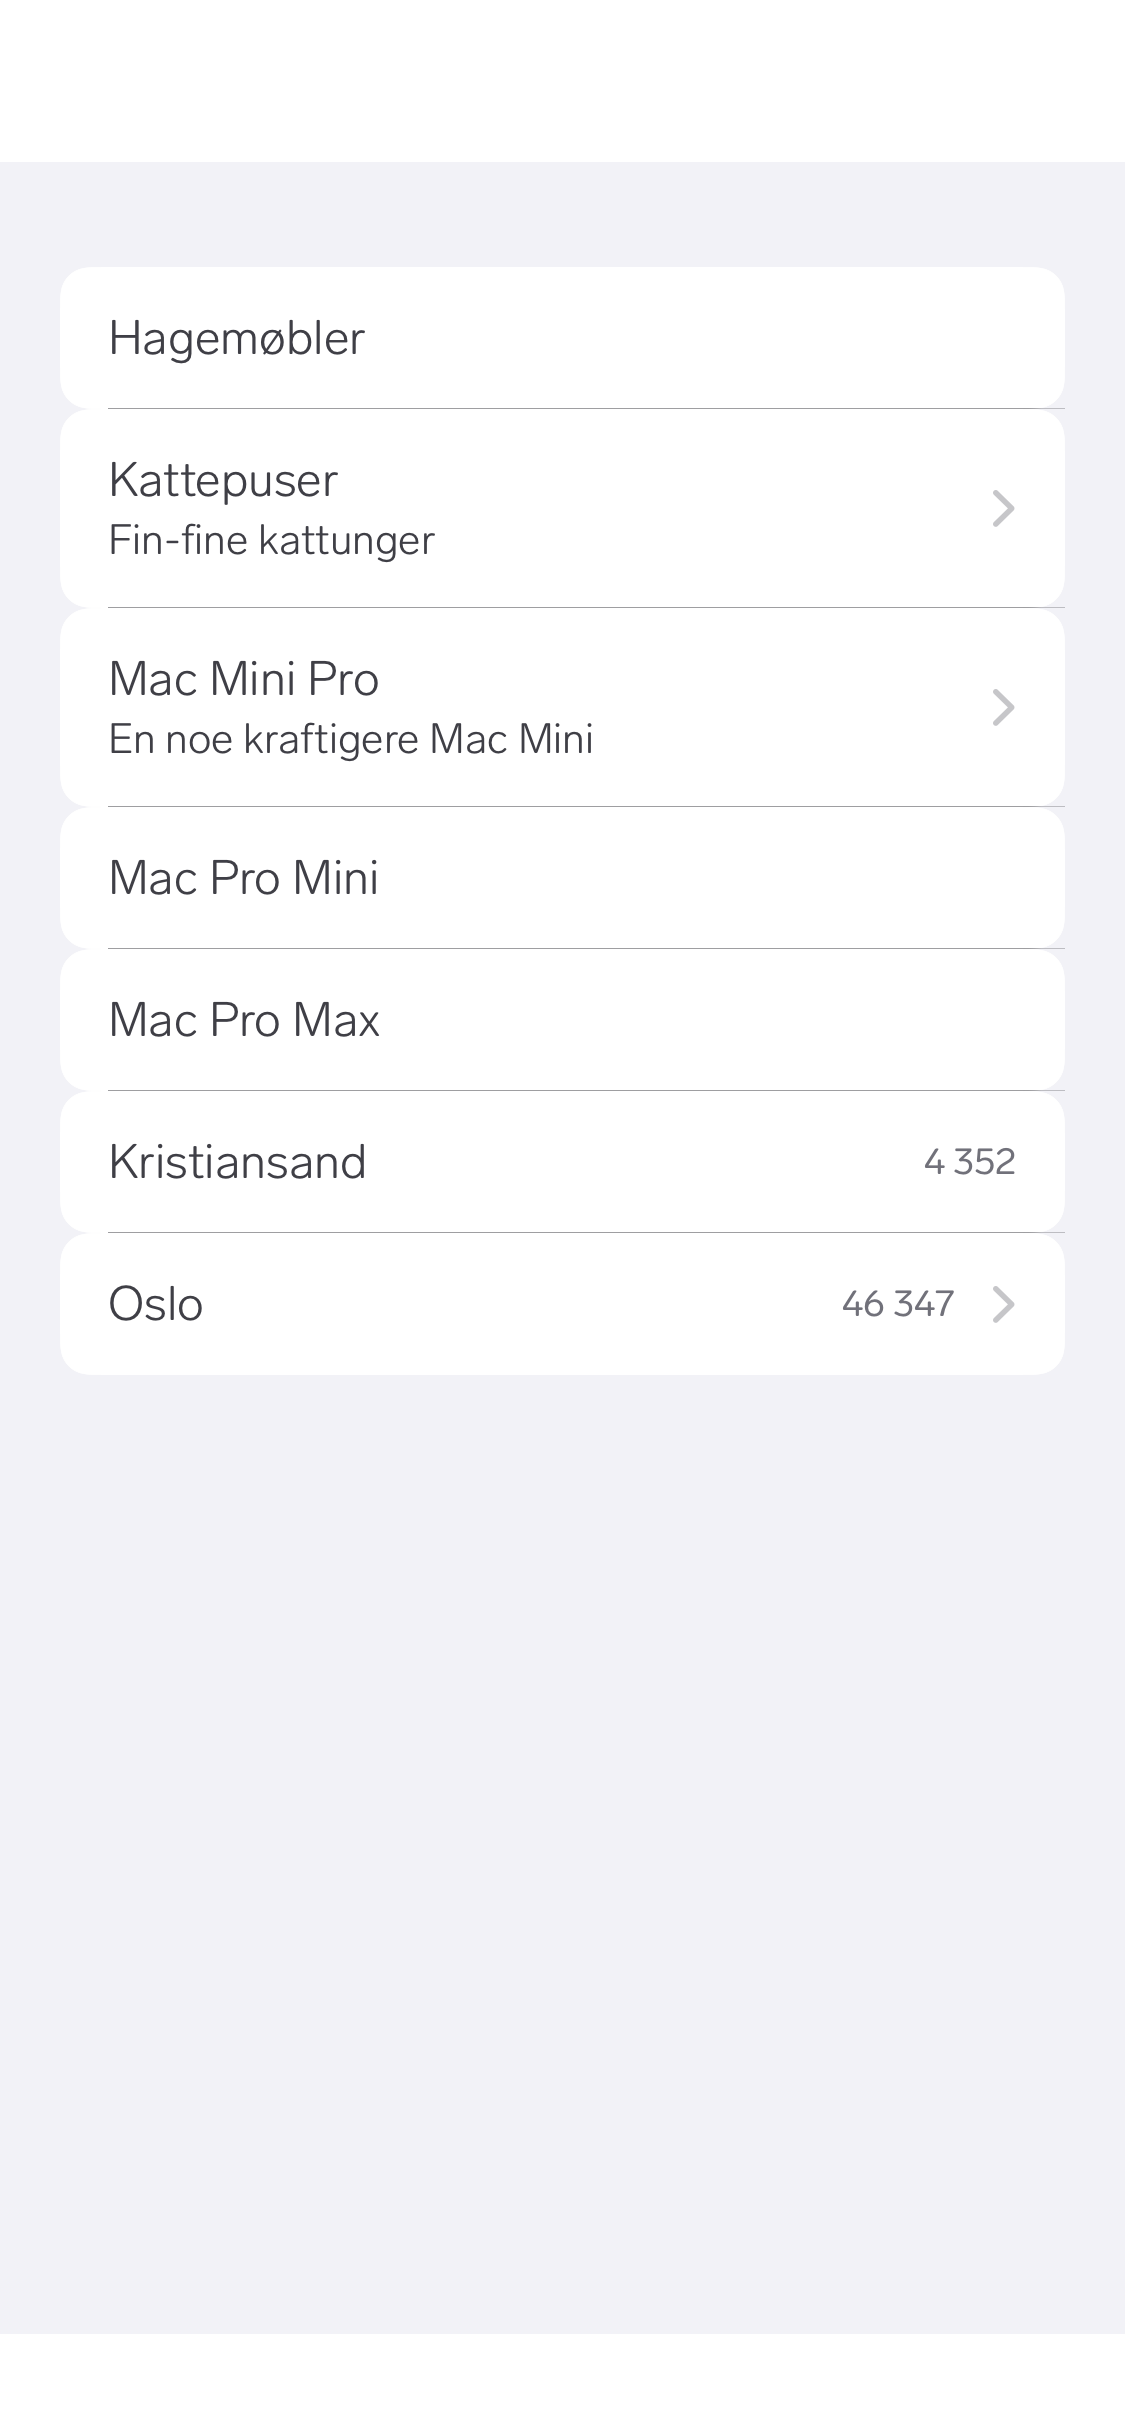 Hagemøbler
Kattepuser
Fin-fine kattunger
Mac Mini Pro
En noe kraftigere Mac Mini
Mac Pro Mini
Mac Pro Max
Kristiansand 4 352
Oslo 46 347